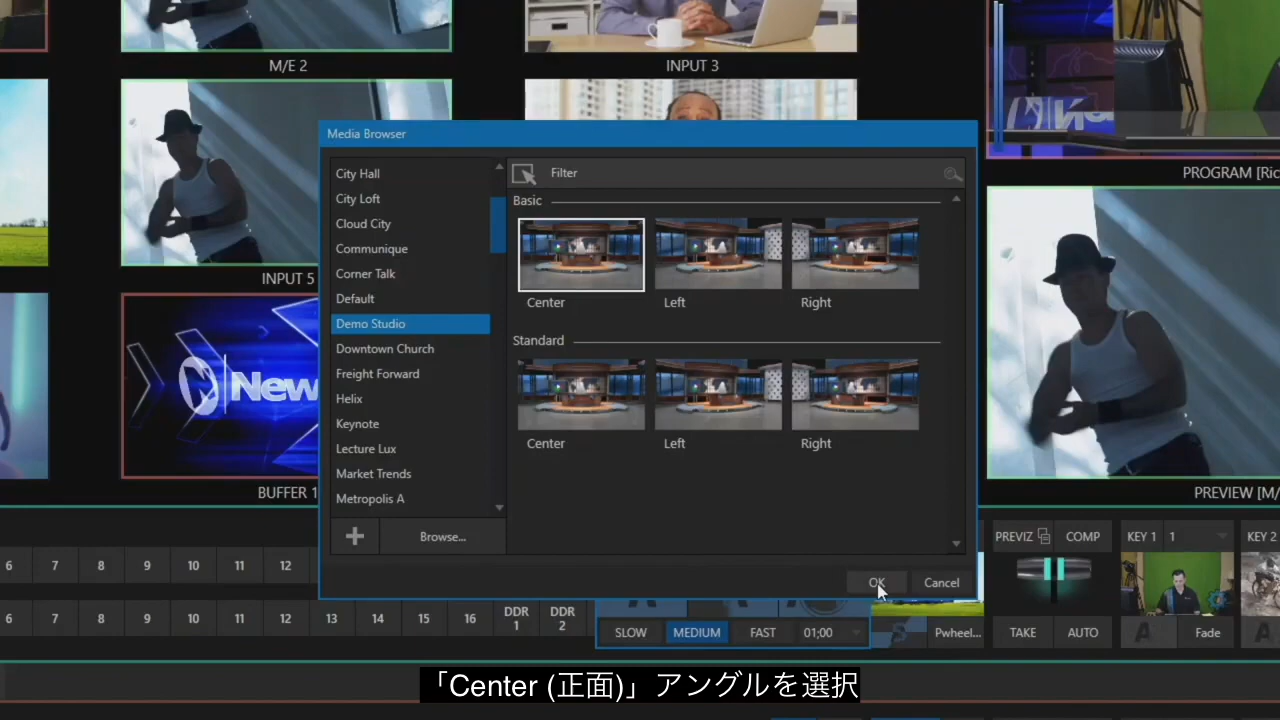 M/E 2
INPUT 3
Media Browser
City Hall
City Loft
Cloud City
Communique
Corner Talk
Default
Demo Studio
Downtown Church
Freight Forward
Helix
Keynote
Lecture Lux
Market Trends
Metropolis A
Browse...
Filter
Basic
Center
Left
Right
Standard
Center
Left
Right
OK
Cancel
PROGRAM [Ric
INPUT 5
New
BUFFER 1
PREVIEW [M/
6 7 8 9 10 11 12
6 7 8 9 10 11 12 13 14 15 16 DDR 1 DDR 2
SLOW MEDIUM FAST 01;00
Pwheel...
PREVIZ COMP
TAKE AUTO
KEY 1 1
Fade
KEY 2
「Center (正面)」アングルを選択